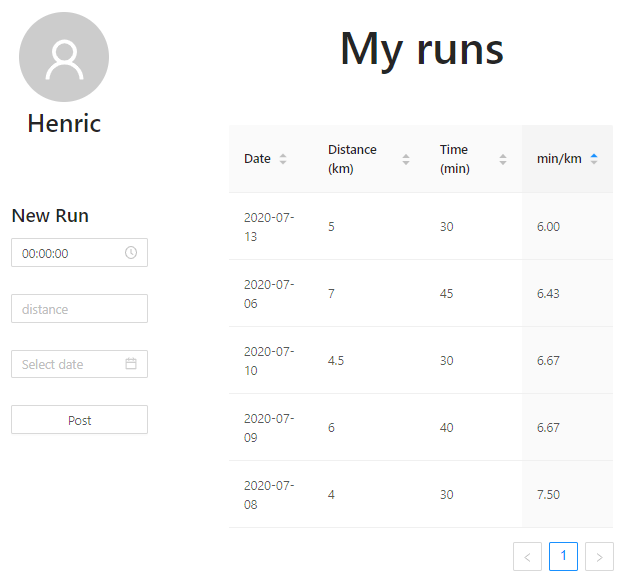 Henric
New Run
00:00:00
distance
Select date
Post
My runs
Date
Distance
(km)
Time
(min)
min/km
2020-07-
13
5
30
6.00
2020-07-
06
7
45
6.43
2020-07-
10
4.5
30
6.67
2020-07-
09
6
40
6.67
2020-07-
08
4
30
7.50
1